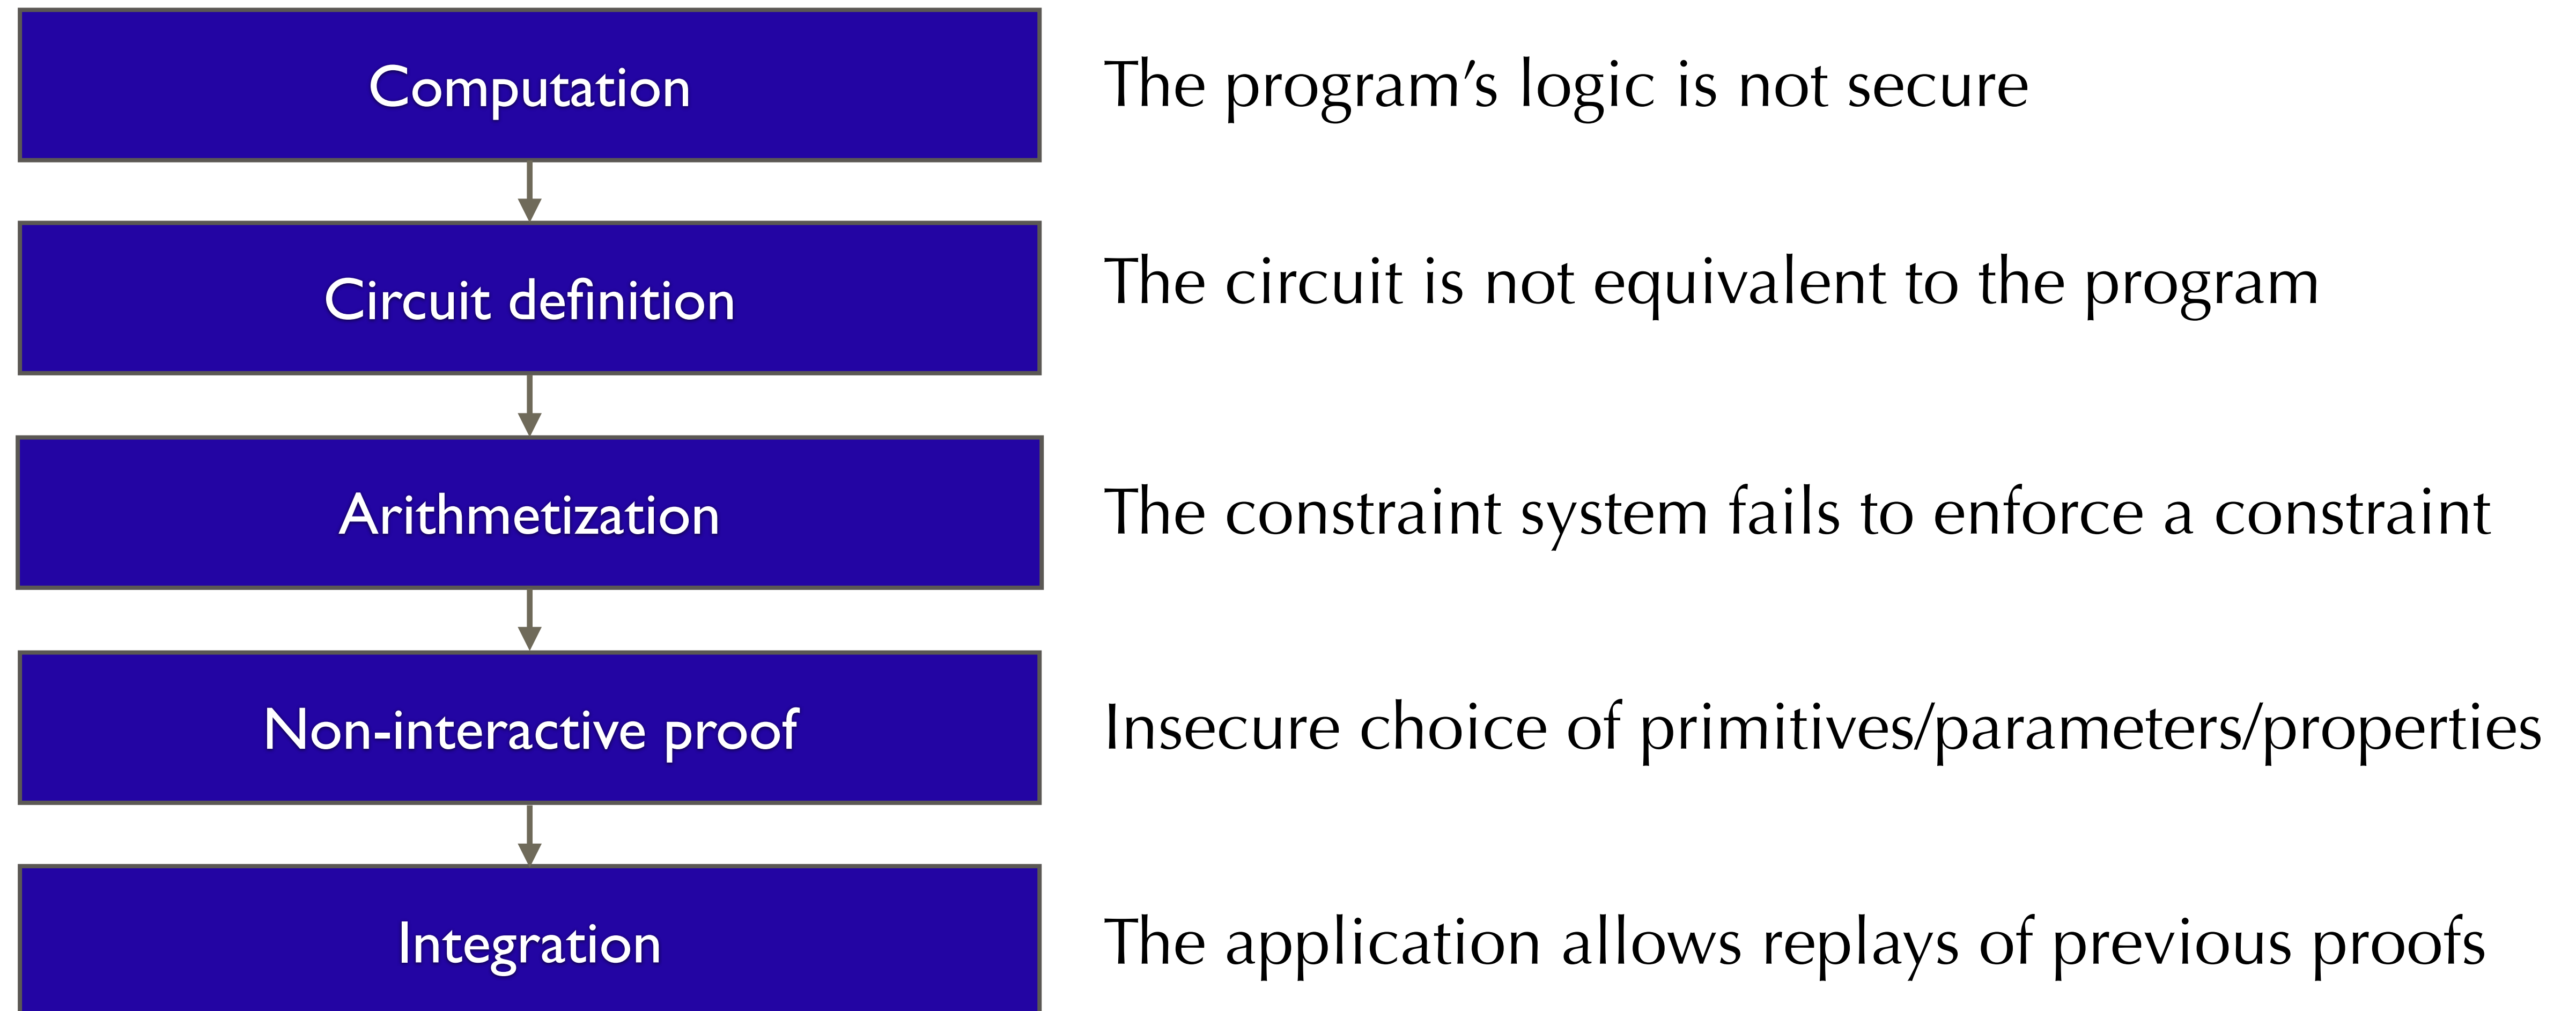 Computation
The program’s logic is not secure
Circuit definition
The circuit is not equivalent to the program
Arithmetization
The constraint system fails to enforce a constraint
Non-interactive proof
Insecure choice of primitives/parameters/properties
Integration
The application allows replays of previous proofs